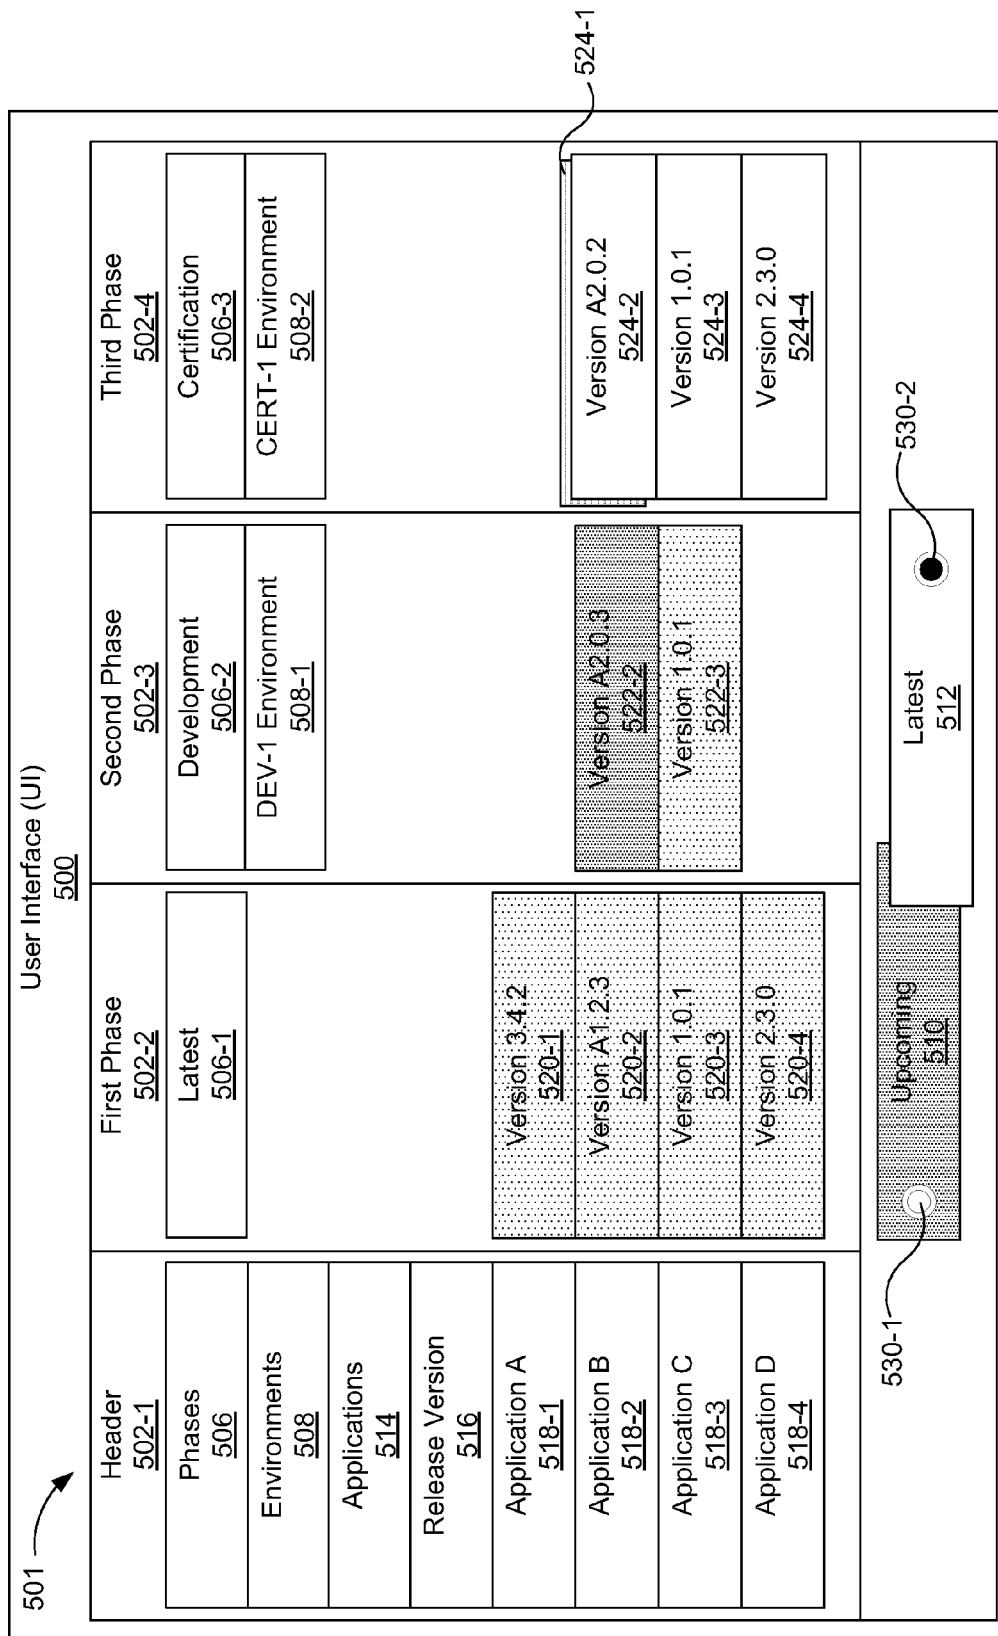 User Interface (UI)
500
501
Header
502-1
Phases
506
Environments
508
Applications
514
Release Version
516
Application A
518-1
Application B
518-2
Application C
518-3
Application D
518-4
First Phase
502-2
Latest
506-1
Version 3.4.2
520-1
Version A1.2.3
520-2
Version 1.0.1
520-3
Version 2.3.0
520-4
Second Phase
502-3
Development
506-2
DEV-1 Environment
508-1
Version A2.0.3
522-2
Version 1.0.1
522-3
Third Phase
502-4
Certification
506-3
CERT-1 Environment
508-2
524-1
Version A2.0.2
524-2
Version 1.0.1
524-3
Version 2.3.0
524-4
530-1
Upcoming
510
Latest
512
530-2